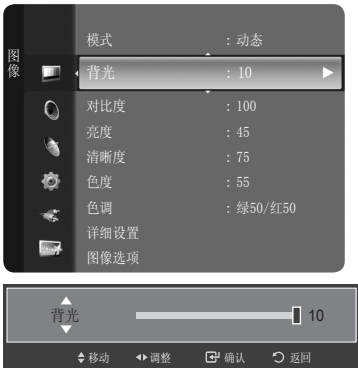 图像
模式 : 动态
背光 : 10
对比度 : 100
亮度 : 45
清晰度 : 75
色度 : 55
色调 : 绿50/红50
详细设置
图像选项
背光 10
移动 调整 确认 返回